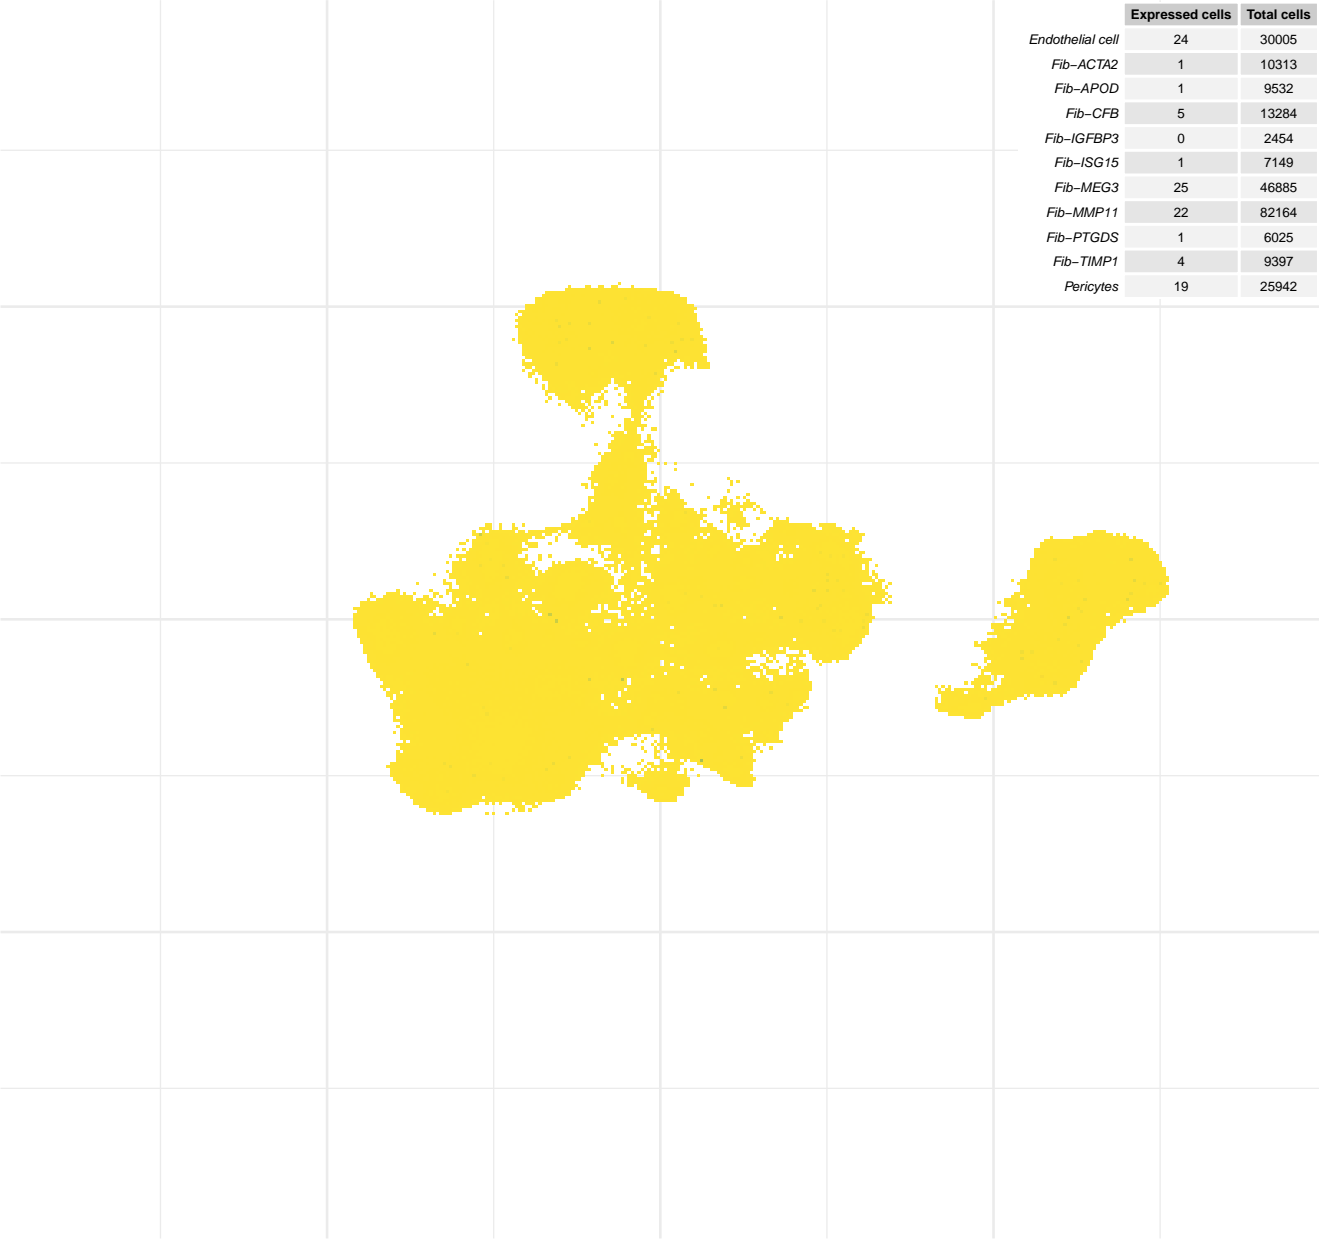 Expressed cells Total cells
Endothelial cell 24 30005
Fib−ACTA2 1 10313
Fib−APOD 1 9532
Fib−CFB 5 13284
Fib−IGFBP3 0 2454
Fib−ISG15 1 7149
Fib−MEG3 25 46885
Fib−MMP11 22 82164
Fib−PTGDS 1 6025
Fib−TIMP1 4 9397
Pericytes 19 25942